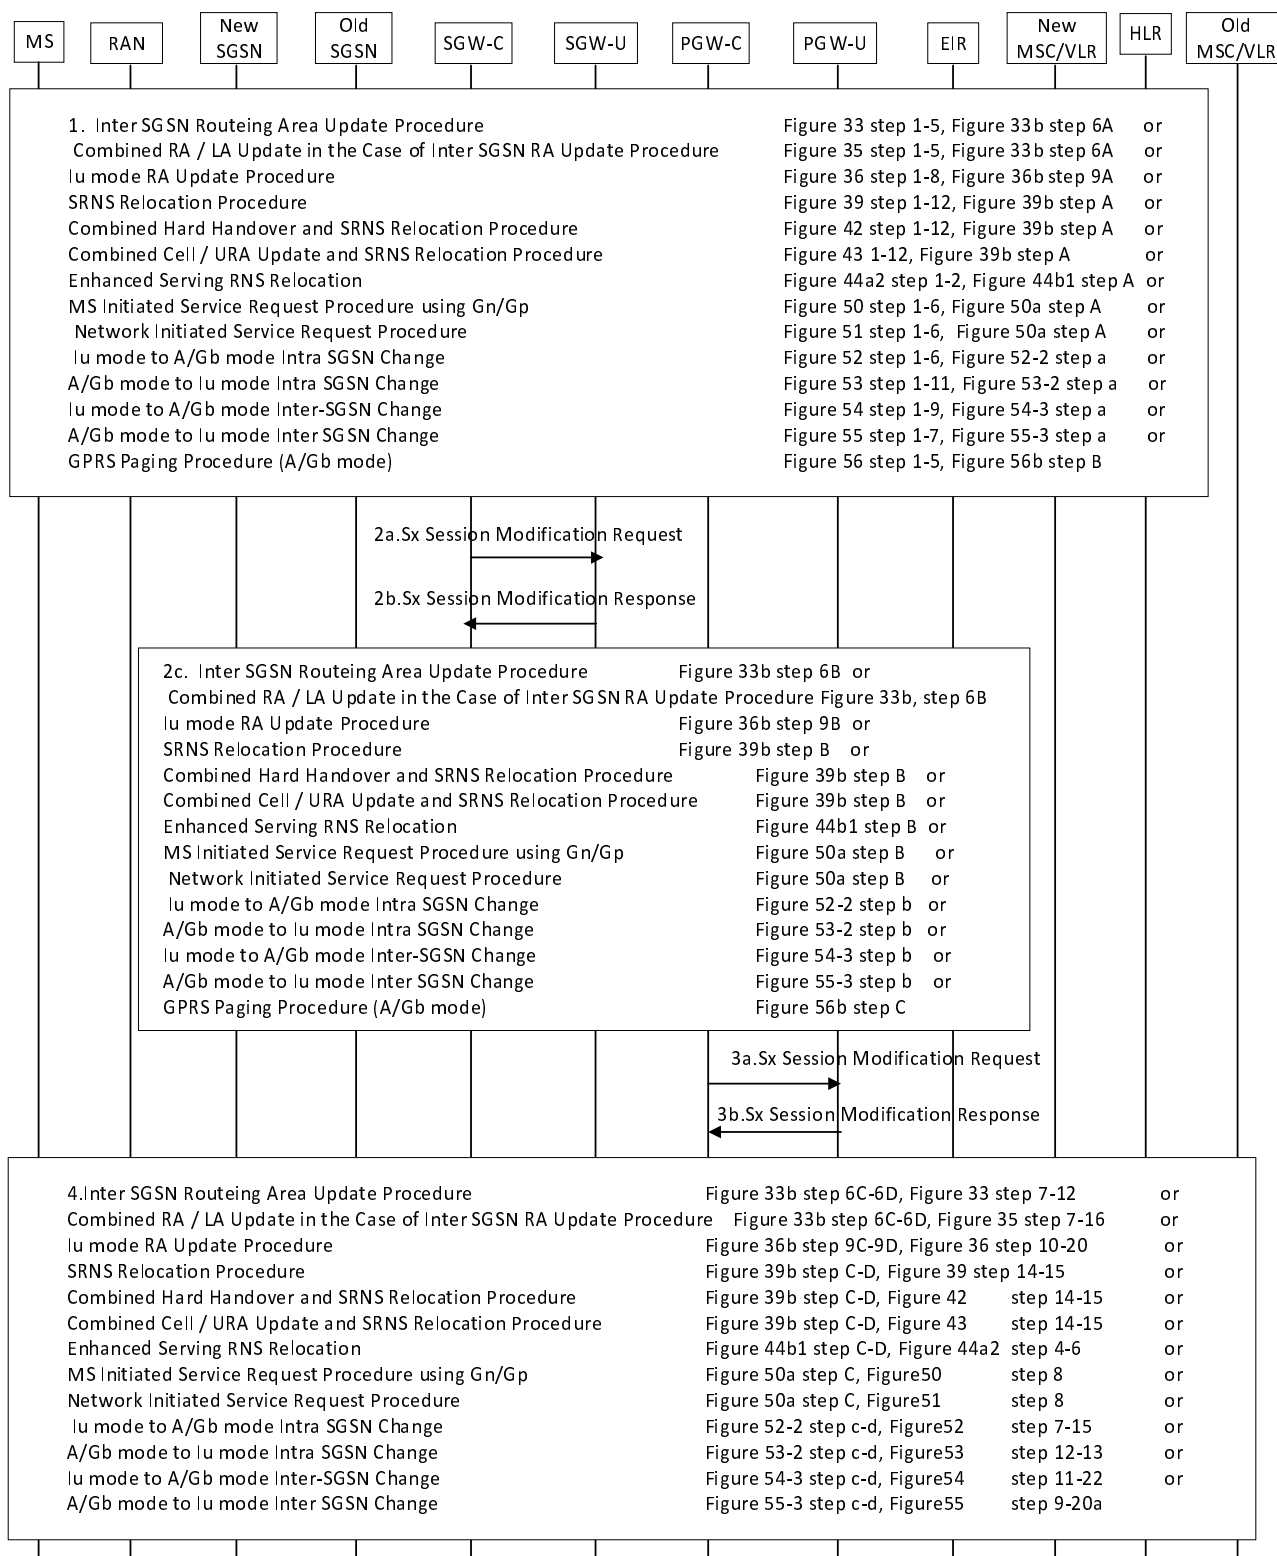 MS
RAN
New
SGSN
Old
SGSN
SGW-C
SGW-U
PGW-C
PGW-U
EIR
New
MSC/VLR
HLR
Old
MSC/VLR
1. Inter SGSN Routeing Area Update Procedure Figure 33 step 1-5, Figure 33b step 6A or
Combined RA / LA Update in the Case of Inter SGSN RA Update Procedure Figure 35 step 1-5, Figure 33b step 6A or
Iu mode RA Update Procedure Figure 36 step 1-8, Figure 36b step 9A or
SRNS Relocation Procedure Figure 39 step 1-12, Figure 39b step A or
Combined Hard Handover and SRNS Relocation Procedure Figure 42 step 1-12, Figure 39b step A or
Combined Cell / URA Update and SRNS Relocation Procedure Figure 43 1-12, Figure 39b step A or
Enhanced Serving RNS Relocation Figure 44a2 step 1-2, Figure 44b1 step A or
MS Initiated Service Request Procedure using Gn/Gp Figure 50 step 1-6, Figure 50a step A or
Network Initiated Service Request Procedure Figure 51 step 1-6, Figure 50a step A or
Iu mode to A/Gb mode Intra SGSN Change Figure 52 step 1-6, Figure 52-2 step a or
A/Gb mode to Iu mode Intra SGSN Change Figure 53 step 1-11, Figure 53-2 step a or
Iu mode to A/Gb mode Inter-SGSN Change Figure 54 step 1-9, Figure 54-3 step a or
A/Gb mode to Iu mode Inter SGSN Change Figure 55 step 1-7, Figure 55-3 step a or
GPRS Paging Procedure (A/Gb mode) Figure 56 step 1-5, Figure 56b step B
2a.Sx Session Modification Request
2b.Sx Session Modification Response
2c. Inter SGSN Routeing Area Update Procedure Figure 33b step 6B or
Combined RA / LA Update in the Case of Inter SGSN RA Update Procedure Figure 33b, step 6B
Iu mode RA Update Procedure Figure 36b step 9B or
SRNS Relocation Procedure Figure 39b step B or
Combined Hard Handover and SRNS Relocation Procedure Figure 39b step B or
Combined Cell / URA Update and SRNS Relocation Procedure Figure 39b step B or
Enhanced Serving RNS Relocation Figure 44b1 step B or
MS Initiated Service Request Procedure using Gn/Gp Figure 50a step B or
Network Initiated Service Request Procedure Figure 50a step B or
Iu mode to A/Gb mode Intra SGSN Change Figure 52-2 step b or
A/Gb mode to Iu mode Intra SGSN Change Figure 53-2 step b or
Iu mode to A/Gb mode Inter-SGSN Change Figure 54-3 step b or
A/Gb mode to Iu mode Inter SGSN Change Figure 55-3 step b or
GPRS Paging Procedure (A/Gb mode) Figure 56b step C
3a.Sx Session Modification Request
3b.Sx Session Modification Response
4.Inter SGSN Routeing Area Update Procedure Figure 33b step 6C-6D, Figure 33 step 7-12 or
Combined RA / LA Update in the Case of Inter SGSN RA Update Procedure Figure 33b step 6C-6D, Figure 35 step 7-16 or
Iu mode RA Update Procedure Figure 36b step 9C-9D, Figure 36 step 10-20 or
SRNS Relocation Procedure Figure 39b step C-D, Figure 39 step 14-15 or
Combined Hard Handover and SRNS Relocation Procedure Figure 39b step C-D, Figure 42 step 14-15 or
Combined Cell / URA Update and SRNS Relocation Procedure Figure 39b step C-D, Figure 43 step 14-15 or
Enhanced Serving RNS Relocation Figure 44b1 step C-D, Figure 44a2 step 4-6 or
MS Initiated Service Request Procedure using Gn/Gp Figure 50a step C, Figure50 step 8 or
Network Initiated Service Request Procedure Figure 50a step C, Figure51 step 8 or
Iu mode to A/Gb mode Intra SGSN Change Figure 52-2 step c-d, Figure52 step 7-15 or
A/Gb mode to Iu mode Intra SGSN Change Figure 53-2 step c-d, Figure53 step 12-13 or
Iu mode to A/Gb mode Inter-SGSN Change Figure 54-3 step c-d, Figure54 step 11-22 or
A/Gb mode to Iu mode Inter SGSN Change Figure 55-3 step c-d, Figure55 step 9-20a